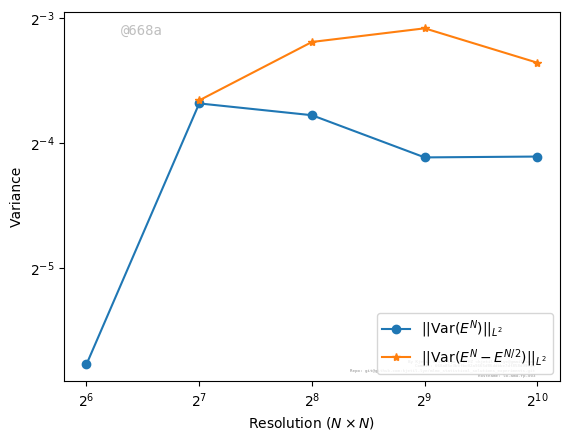 @668a
2^{-3}
2^{-4}
2^{-5}
Variance
||Var(E^N)||_{L^2}
||Var(E^N − E^{N/2})||_{L^2}
2^6 2^7 2^8 2^9 2^{10}
Resolution (N × N)